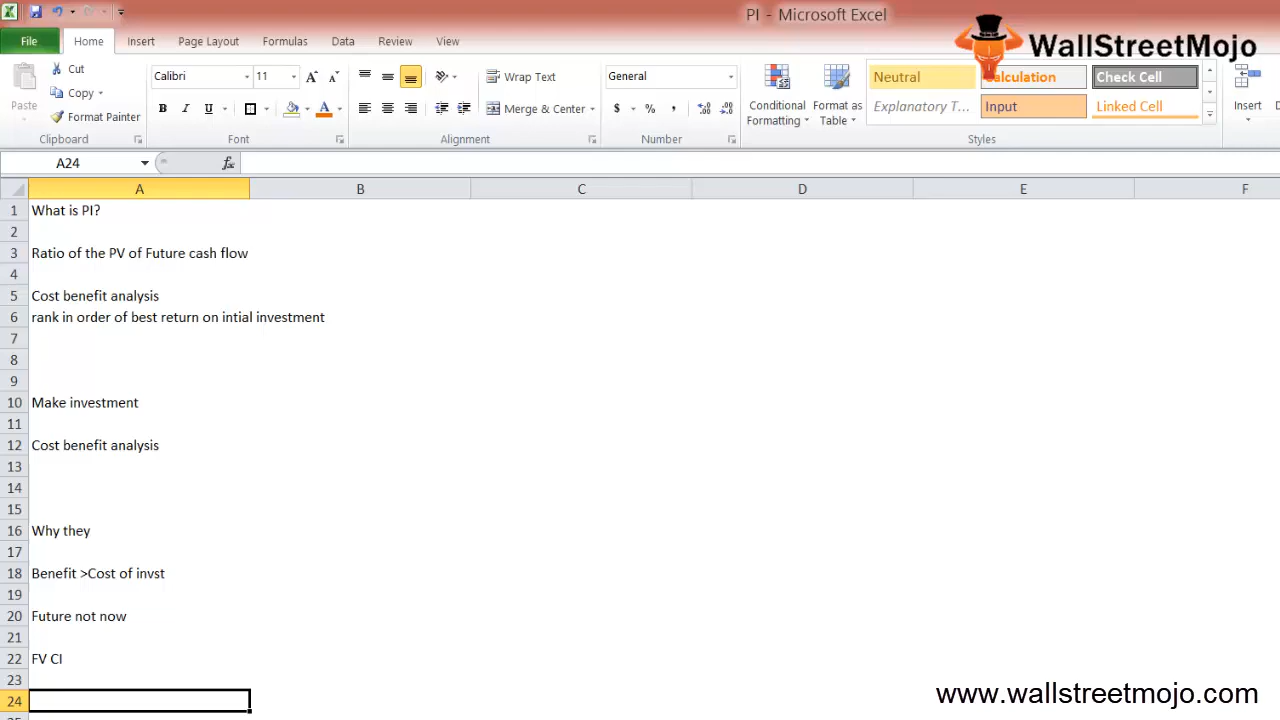 PI - Microsoft Excel
WallStreetMojo
File Home Insert Page Layout Formulas Data Review View
Cut
Copy
Format Painter
Paste
Clipboard
Calibri 11
B I U
Font
Wrap Text
Merge & Center
Alignment
General
$ % ,
Number
Conditional Formatting
Format as Table
Neutral Calculation Check Cell
Explanatory T... Input Linked Cell
Styles
Insert
A24 fx
A B C D E F
1 What is PI?
2
3 Ratio of the PV of Future cash flow
4
5 Cost benefit analysis
6 rank in order of best return on intial investment
7
8
9
10 Make investment
11
12 Cost benefit analysis
13
14
15
16 Why they
17
18 Benefit >Cost of invst
19
20 Future not now
21
22 FV CI
23
24
www.wallstreetmojo.com